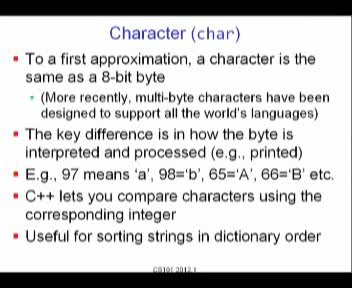 Character (char)
To a first approximation, a character is the
same as a 8-bit byte
(More recently, multi-byte characters have been
designed to support all the world's languages)
The key difference is in how the byte is
interpreted and processed (e.g., printed)
E.g., 97 means ‘a’, 98=‘b’, 65=‘A’, 66=‘B’ etc.
C++ lets you compare characters using the
corresponding integer
Useful for sorting strings in dictionary order
CS101 2012.1